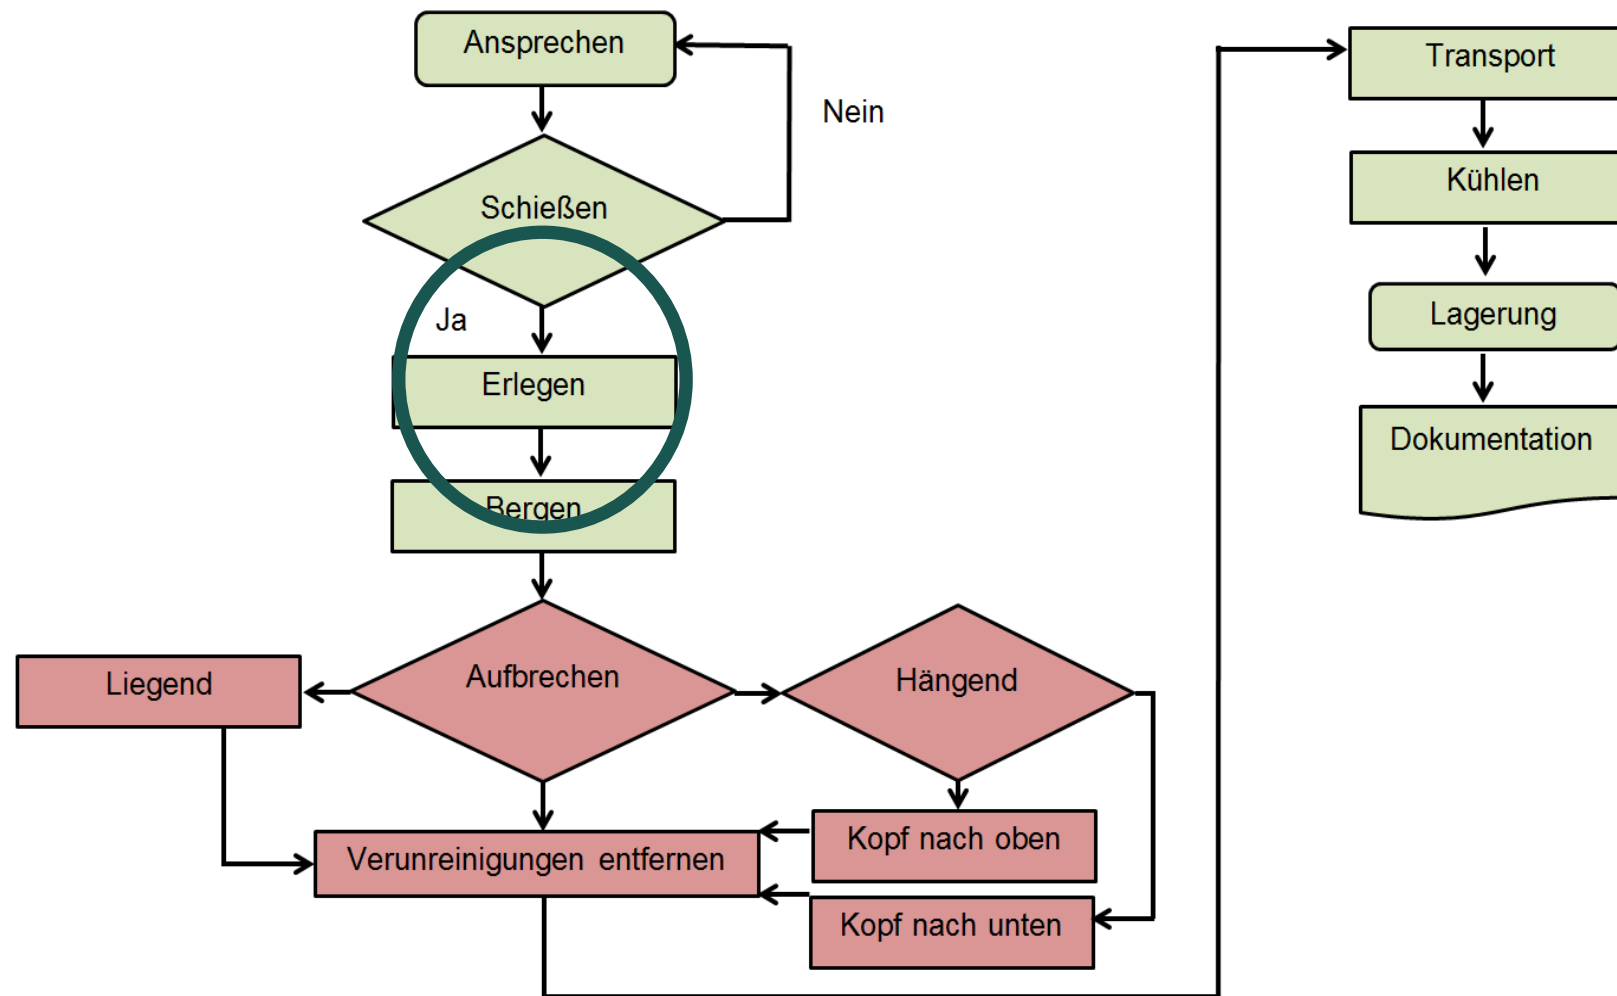 Ansprechen
Nein
Schießen
Ja
Erlegen
Bergen
Aufbrechen
Liegend
Hängend
Verunreinigungen entfernen
Kopf nach oben
Kopf nach unten
Transport
Kühlen
Lagerung
Dokumentation